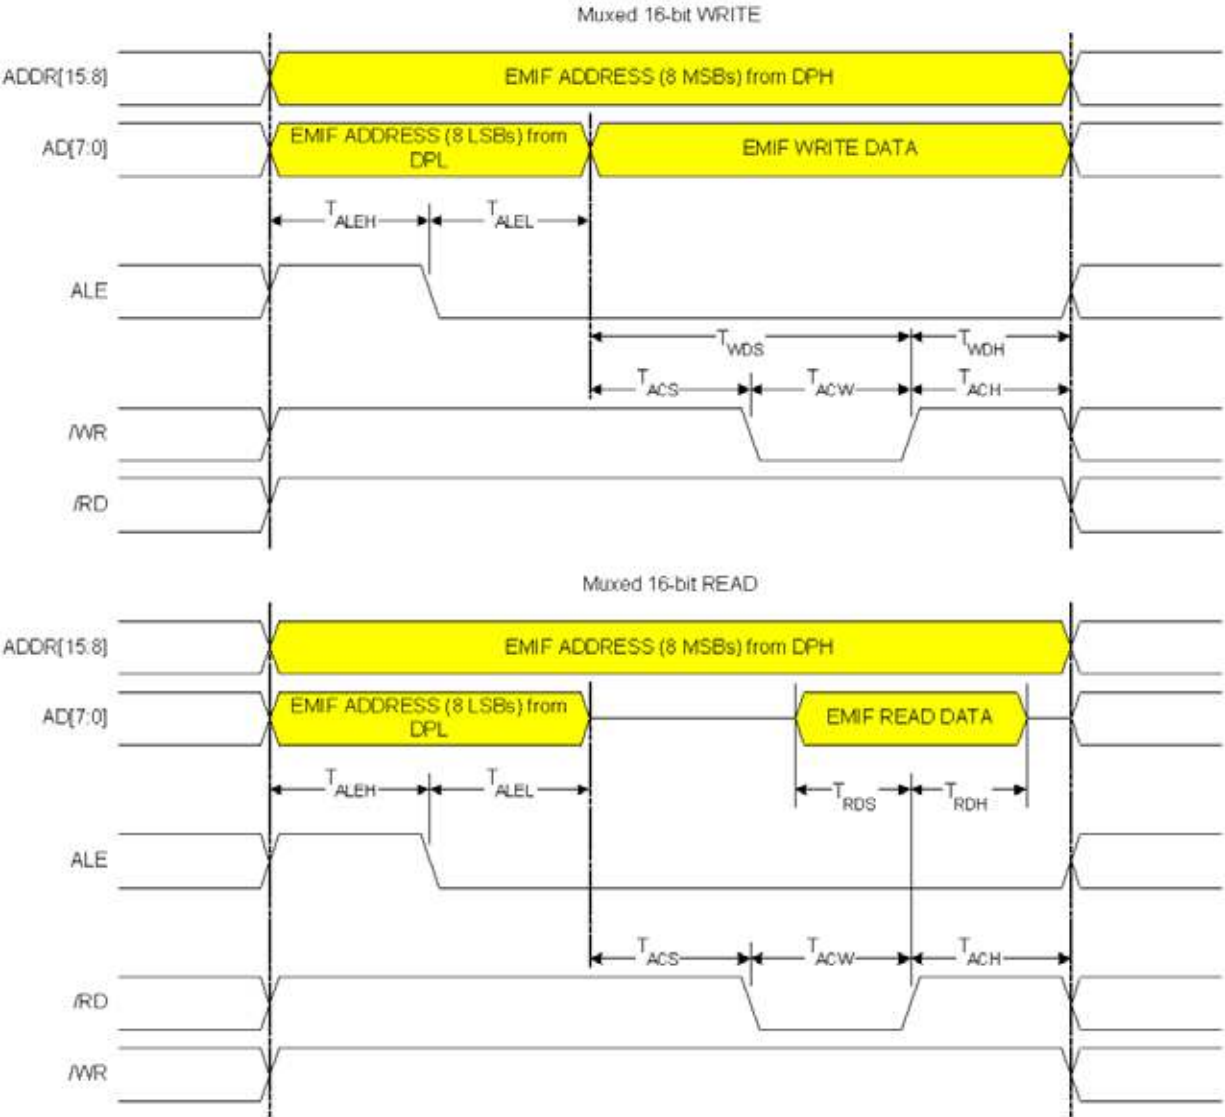 Muxed 16-bit WRITE
ADDR[15:8]
EMIF ADDRESS (8 MSBs) from DPH
AD[7:0]
EMIF ADDRESS (8 LSBs) from
DPL
EMIF WRITE DATA
TALEH
TALEL
ALE
TWDS
TWDH
TACS
TACW
TACH
/WR
/RD
Muxed 16-bit READ
ADDR[15:8]
EMIF ADDRESS (8 MSBs) from DPH
AD[7:0]
EMIF ADDRESS (8 LSBs) from
DPL
EMIF READ DATA
TALEH
TALEL
TRDS
TRDH
ALE
TACS
TACW
TACH
/RD
/WR